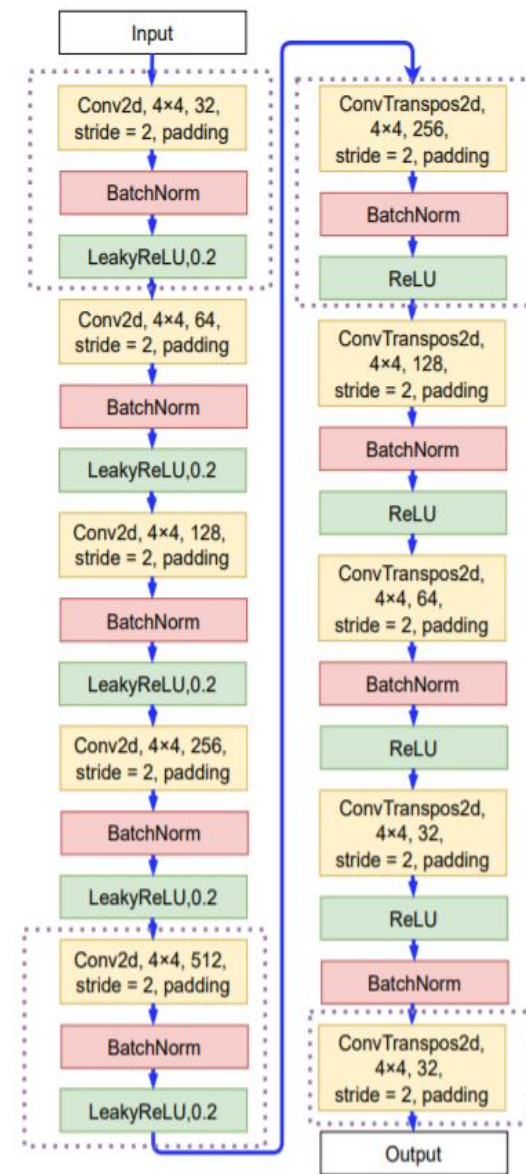 Input
Conv2d, 4×4, 32,
stride = 2, padding
BatchNorm
LeakyReLU,0.2
Conv2d, 4×4, 64,
stride = 2, padding
BatchNorm
LeakyReLU,0.2
Conv2d, 4×4, 128,
stride = 2, padding
BatchNorm
LeakyReLU,0.2
Conv2d, 4×4, 256,
stride = 2, padding
BatchNorm
LeakyReLU,0.2
Conv2d, 4×4, 512,
stride = 2, padding
BatchNorm
LeakyReLU,0.2
ConvTranspos2d,
4×4, 256,
stride = 2, padding
BatchNorm
ReLU
ConvTranspos2d,
4×4, 128,
stride = 2, padding
BatchNorm
ReLU
ConvTranspos2d,
4×4, 64,
stride = 2, padding
BatchNorm
ReLU
ConvTranspos2d,
4×4, 32,
stride = 2, padding
ReLU
BatchNorm
ConvTranspos2d,
4×4, 32,
stride = 2, padding
Output